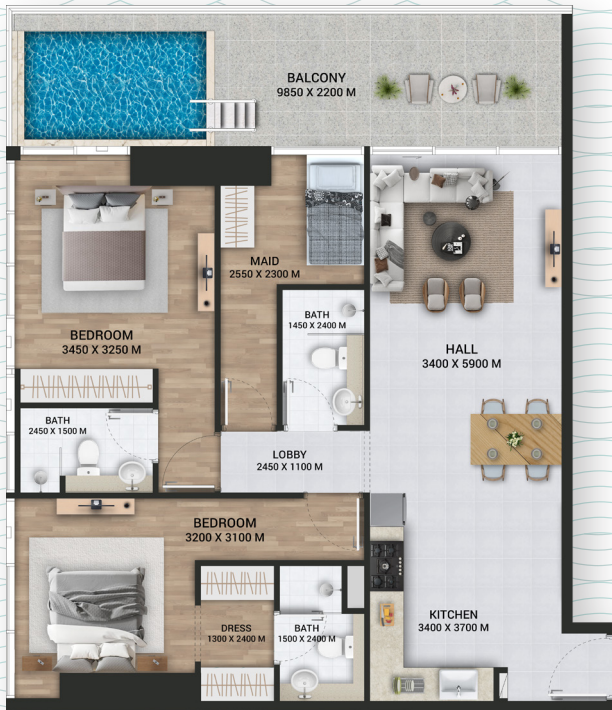 BALCONY
9850 X 2200 M
MAID
2550 X 2300 M
BATH
1450 X 2400 M
BEDROOM
3450 X 3250 M
HALL
3400 X 5900 M
BATH
2450 X 1500 M
LOBBY
2450 X 1100 M
BEDROOM
3200 X 3100 M
DRESS
1300 X 2400 M
BATH
1500 X 2400 M
KITCHEN
3400 X 3700 M